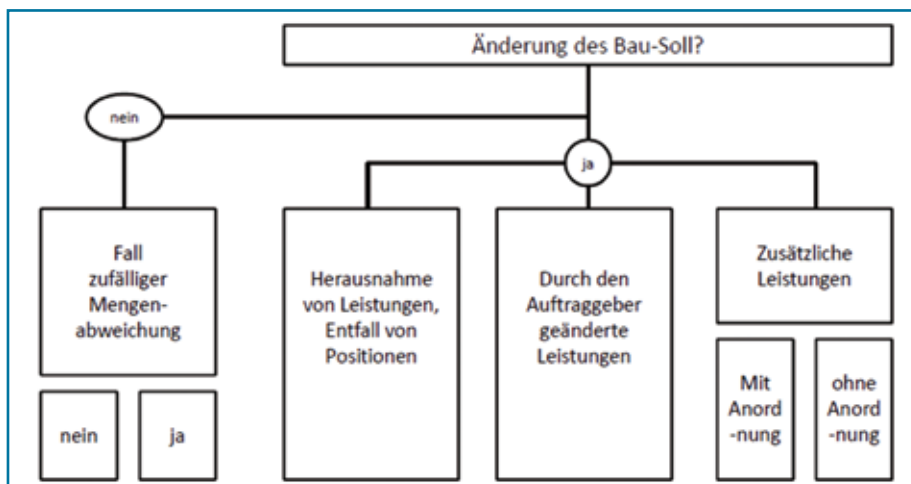 Änderung des Bau-Soll?
nein
ja
Fall
zufälliger
Mengen-
abweichung
nein
ja
Herausnahme
von Leistungen,
Entfall von
Positionen
Durch den
Auftraggeber
geänderte
Leistungen
Zusätzliche
Leistungen
Mit
Anord
-nung
ohne
Anord
-nung